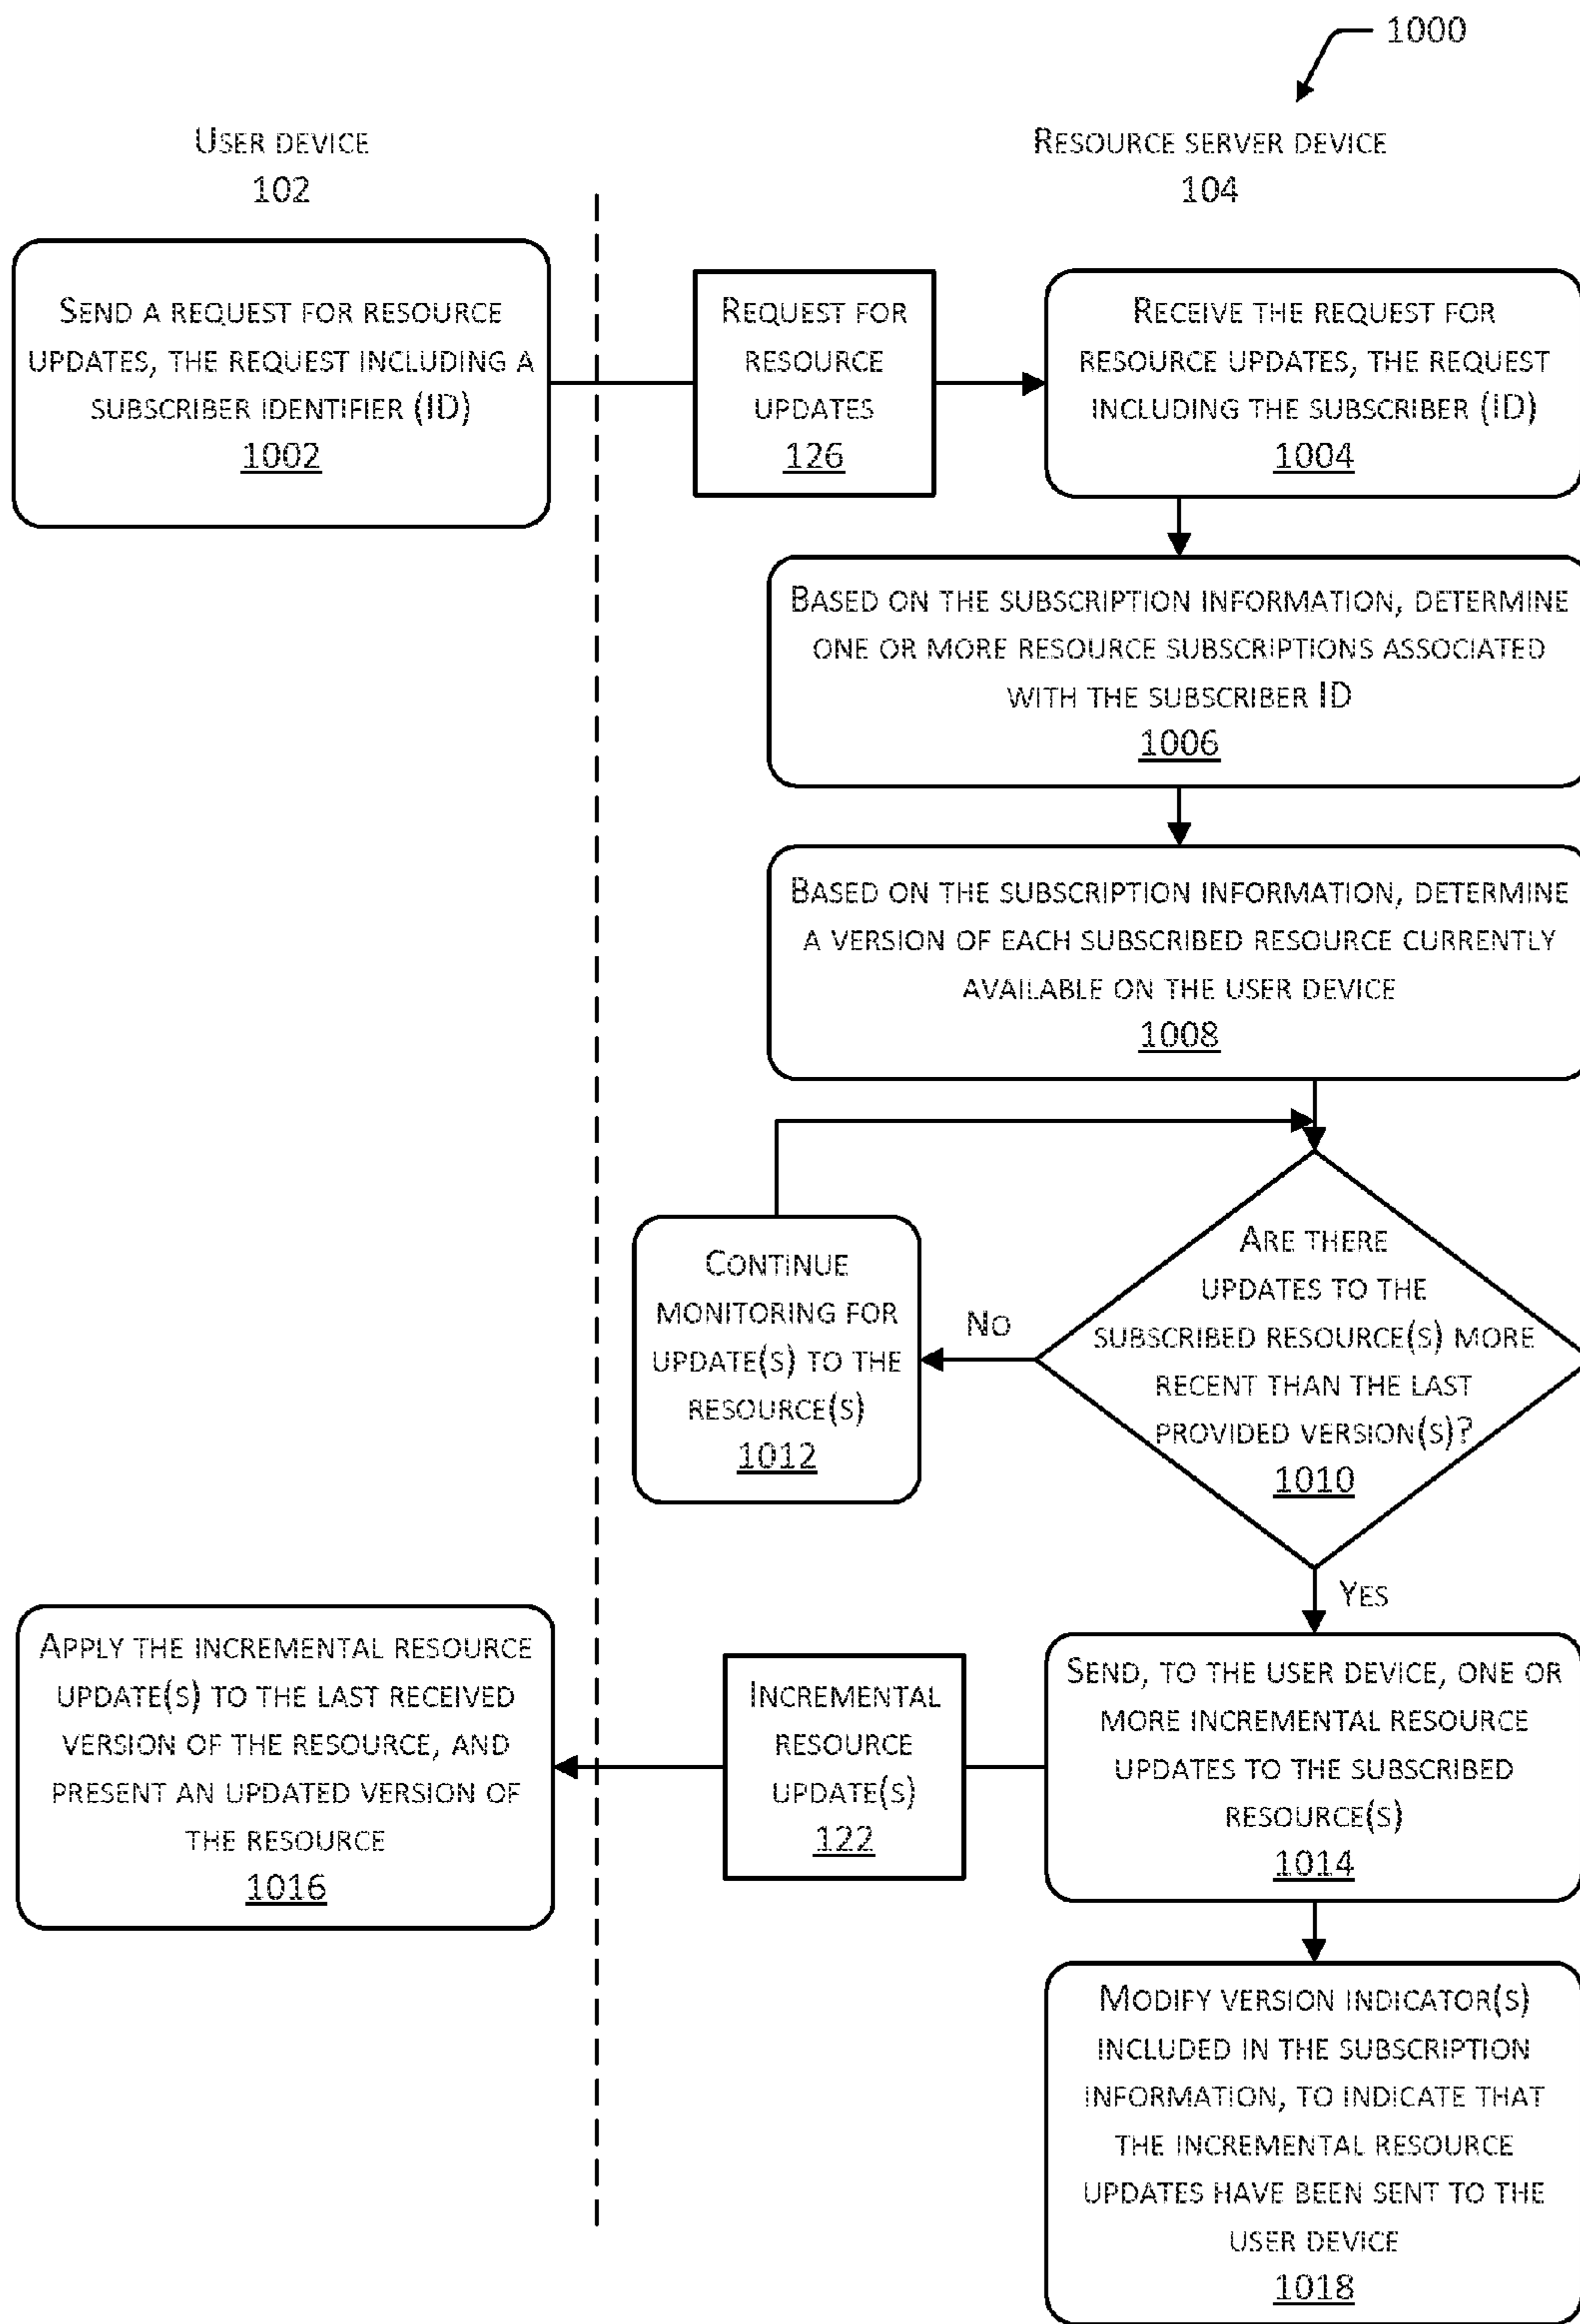 1000
USER DEVICE
102
RESOURCE SERVER DEVICE
104
SEND A REQUEST FOR RESOURCE
UPDATES, THE REQUEST INCLUDING A
SUBSCRIBER IDENTIFIER (ID)
1002
REQUEST FOR
RESOURCE
UPDATES
126
RECEIVE THE REQUEST FOR
RESOURCE UPDATES, THE REQUEST
INCLUDING THE SUBSCRIBER (ID)
1004
BASED ON THE SUBSCRIPTION INFORMATION, DETERMINE
ONE OR MORE RESOURCE SUBSCRIPTIONS ASSOCIATED
WITH THE SUBSCRIBER ID
1006
BASED ON THE SUBSCRIPTION INFORMATION, DETERMINE
A VERSION OF EACH SUBSCRIBED RESOURCE CURRENTLY
AVAILABLE ON THE USER DEVICE
1008
ARE THERE
UPDATES TO THE
SUBSCRIBED RESOURCE(S) MORE
RECENT THAN THE LAST
PROVIDED VERSION(S)?
1010
NO
CONTINUE
MONITORING FOR
UPDATE(S) TO THE
RESOURCE(S)
1012
YES
SEND, TO THE USER DEVICE, ONE OR
MORE INCREMENTAL RESOURCE
UPDATES TO THE SUBSCRIBED
RESOURCE(S)
1014
INCREMENTAL
RESOURCE
UPDATE(S)
122
APPLY THE INCREMENTAL RESOURCE
UPDATE(S) TO THE LAST RECEIVED
VERSION OF THE RESOURCE, AND
PRESENT AN UPDATED VERSION OF
THE RESOURCE
1016
MODIFY VERSION INDICATOR(S)
INCLUDED IN THE SUBSCRIPTION
INFORMATION, TO INDICATE THAT
THE INCREMENTAL RESOURCE
UPDATES HAVE BEEN SENT TO THE
USER DEVICE
1018